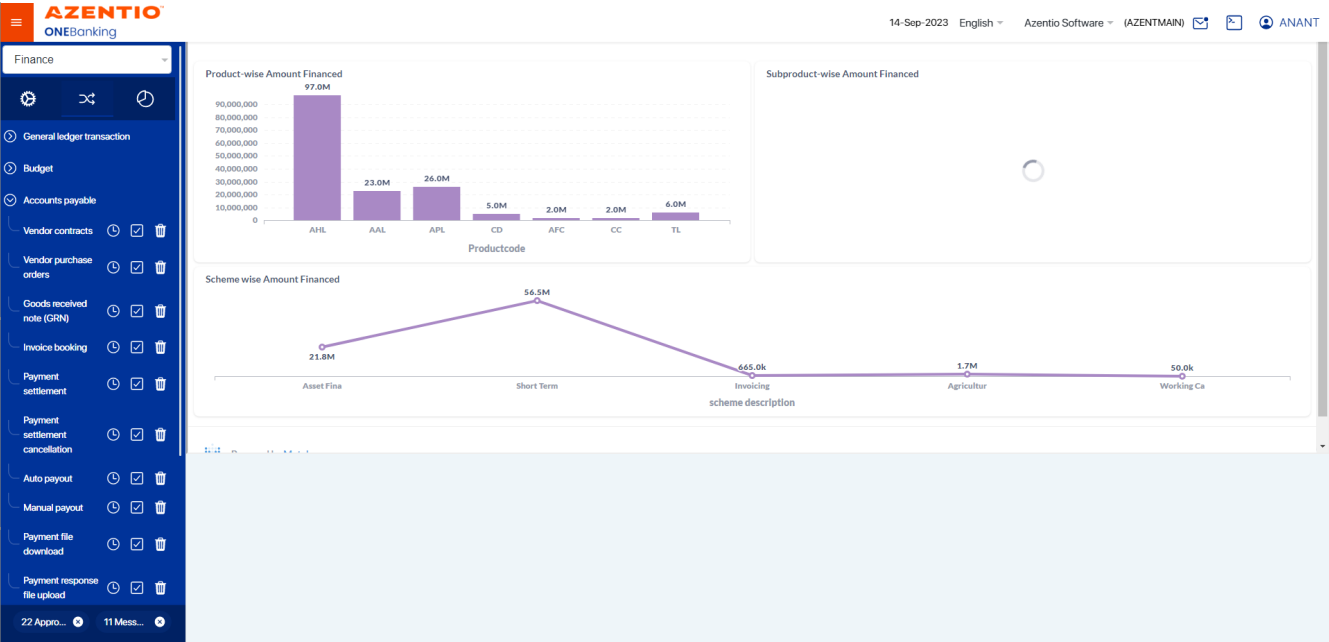 AZENTIO
ONEBanking
14-Sep-2023 English Azentio Software (AZENTMAIN) ANANT
Finance
General ledger transaction
Budget
Accounts payable
Vendor contracts
Vendor purchase
orders
Goods received
note (GRN)
Invoice booking
Payment
settlement
Payment
settlement
cancellation
Auto payout
Manual payout
Payment file
download
Payment response
file upload
22 Appro...
11 Mess...
Product-wise Amount Financed
97.0M
90,000,000
80,000,000
70,000,000
60,000,000
50,000,000
40,000,000
30,000,000
20,000,000
10,000,000
0
23.0M
26.0M
5.0M
2.0M
2.0M
6.0M
AHL AAL APL CD AFC CC TL
Productcode
Subproduct-wise Amount Financed
Scheme wise Amount Financed
56.5M
21.8M
665.0k
1.7M
50.0k
Asset Fina Short Term Invoicing Agricultur Working Ca
scheme description